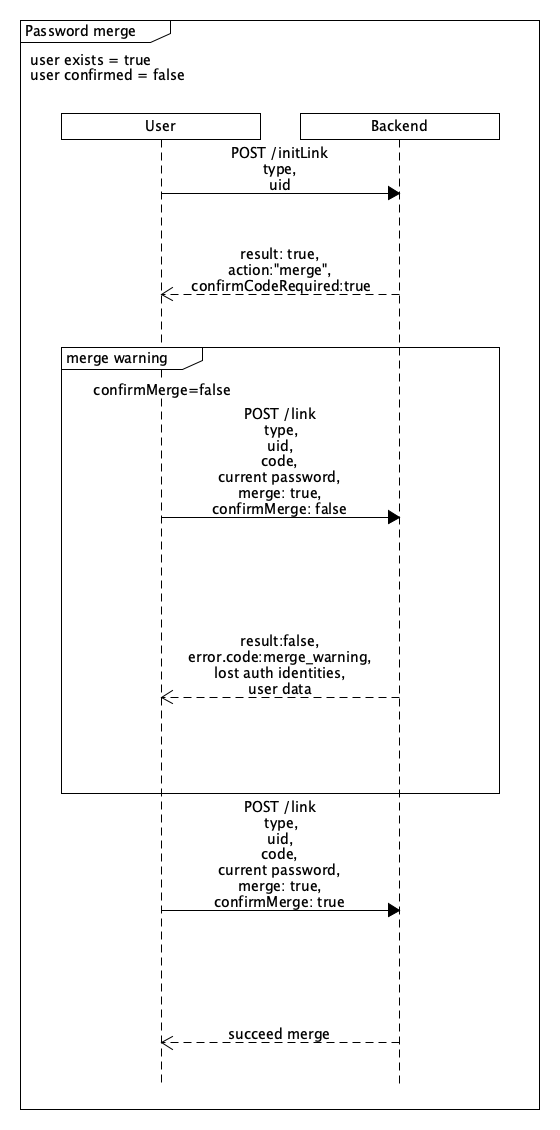 Password merge
user exists = true
user confirmed = false
User
Backend
POST /initLink
type,
uid
result: true,
action:"merge",
confirmCodeRequired:true
merge warning
confirmMerge=false
POST /link
type,
uid,
code,
current password,
merge: true,
confirmMerge: false
result:false,
error.code:merge_warning,
lost auth identities,
user data
POST /link
type,
uid,
code,
current password,
merge: true,
confirmMerge: true
succeed merge